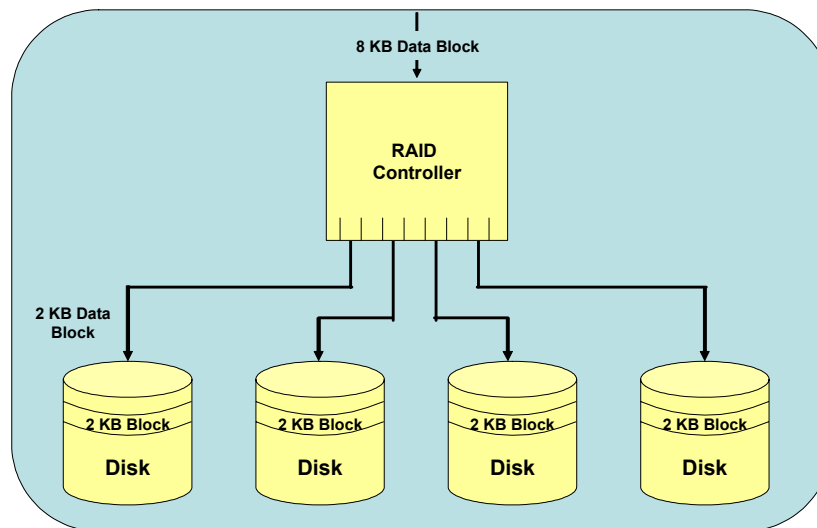 8 KB Data Block
RAID
Controller
2 KB Data
Block
2 KB Block
2 KB Block
2 KB Block
2 KB Block
Disk
Disk
Disk
Disk